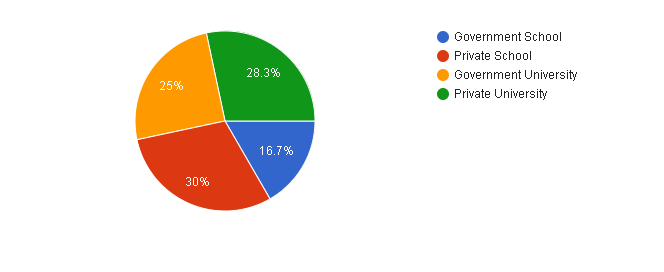 Government School
Private School
Government University
Private University
28.3%
25%
16.7%
30%